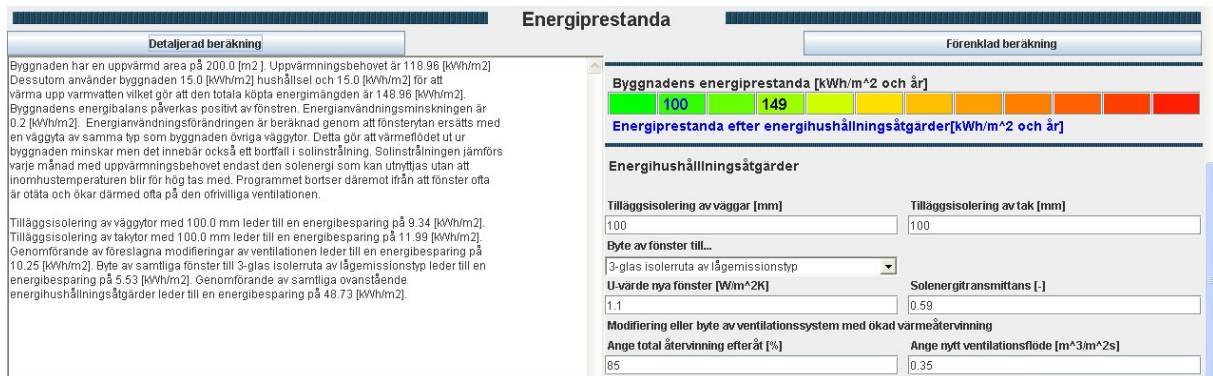 Energiprestanda
Detaljerad beräkning
Förenklad beräkning
Byggnaden har en uppvärmd area på 200.0 [m2 ]. Uppvärmningsbehovet är 118.96 [kWh/m2]
Dessutom använder byggnaden 15.0 [kWh/m2] hushållsel och 15.0 [kWh/m2] för att
värma upp varmvatten vilket gör att den totala köpta energimängden är 148.96 [kWh/m2].
Byggnadens energibalans påverkas positivt av fönstren. Energianvändningsminskningen är
0.2 [kWh/m2].  Energianvändningsförändringen är beräknad genom att fönsterytan ersätts med
en väggyta av samma typ som byggnaden övriga väggytor. Detta gör att värmeflödet ut ur
byggnaden minskar men det innebär också ett bortfall i solinstrålning. Solinstrålningen jämförs
varje månad med uppvärmningsbehovet endast den solenergi som kan utnyttjas utan att
inomhustemperaturen blir för hög tas med. Programmet bortser däremot ifrån att fönster ofta
är otäta och ökar därmed ofta på den ofrivilliga ventilationen.
Tilläggsisolering av väggytor med 100.0 mm leder till en energibesparing på 9.34 [kWh/m2].
Tilläggsisolering av takytor med 100.0 mm leder till en energibesparing på 11.99 [kWh/m2].
Genomförande av föreslagna modifieringar av ventilationen leder till en energibesparing på
10.25 [kWh/m2]. Byte av samtliga fönster till 3-glas isolerruta av lågemissionstyp leder till en
energibesparing på 5.53 [kWh/m2]. Genomförande av samtliga ovanstående
energihushållningsåtgärder leder till en energibesparing på 48.73 [kWh/m2].
Byggnadens energiprestanda [kWh/m^2 och år]
100 149
Energiprestanda efter energihushållningsåtgärder[kWh/m^2 och år]
Energihushålllningsåtgärder
Tilläggsisolering av väggar [mm]
Tilläggsisolering av tak [mm]
100
100
Byte av fönster till...
3-glas isolerruta av lågemissionstyp
U-värde nya fönster [W/m^2K]
Solenergitransmittans [-]
1.1
0.59
Modifiering eller byte av ventilationssystem med ökad värmeåtervinning
Ange total återvinning efteråt [%]
Ange nytt ventilationsflöde [m^3/m^2s]
85
0.35